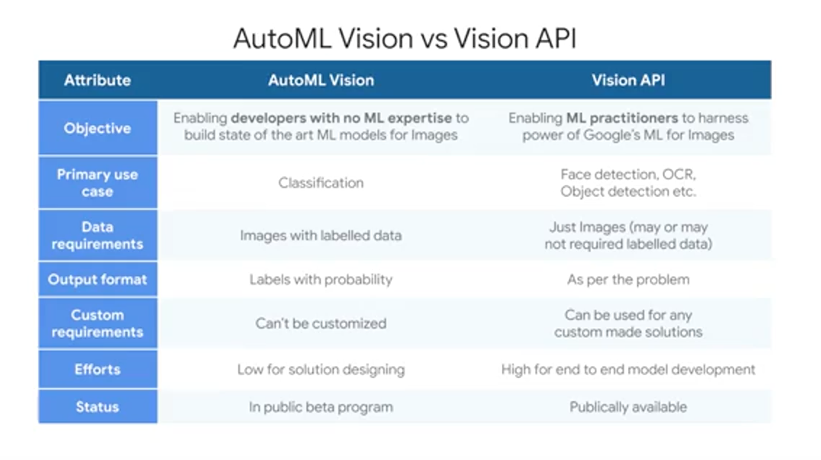 AutoML Vision vs Vision API
Attribute AutoML Vision Vision API
Objective
Enabling developers with no ML expertise to
build state of the art ML models for Images
Enabling ML practitioners to harness
power of Google's ML for Images
Primary use
case
Classification
Face detection, OCR,
Object detection etc.
Data
requirements
Images with labelled data
Just Images (may or may
not required labelled data)
Output format Labels with probability As per the problem
Custom
requirements
Can't be customized
Can be used for any
custom made solutions
Efforts Low for solution designing High for end to end model development
Status In public beta program Publically available